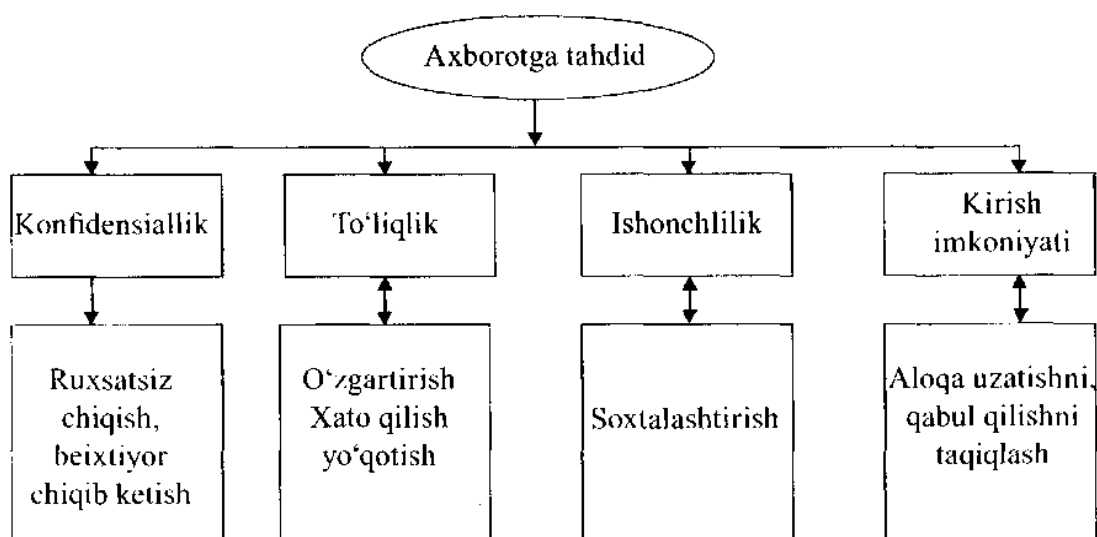 Axborotga tahdid
Konfidensiallik
To‘liqlik
Ishonchlilik
Kirish
imkoniyati
Ruxsatsiz
chiqish,
beixtiyor
chiqib ketish
O‘zgartirish
Xato qilish
yo‘qotish
Soxtalashtirish
Aloqa uzatishni,
qabul qilishni
taqiqlash